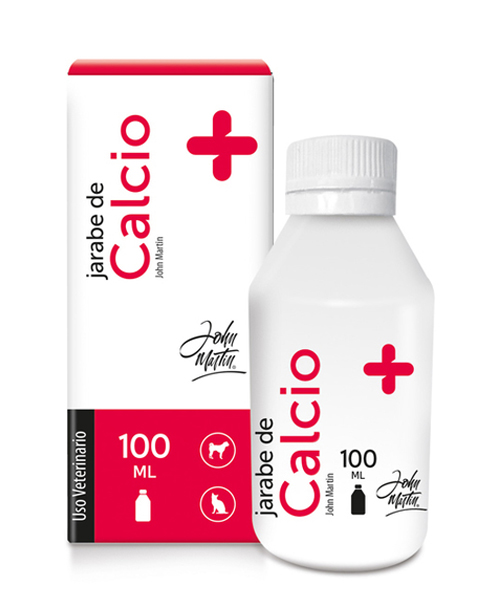 jarabe de
Calcio
John Martin
John
Martin
Uso Veterinario
100
ML
jarabe de
Calcio
John Martin
100
ML
John
Martin